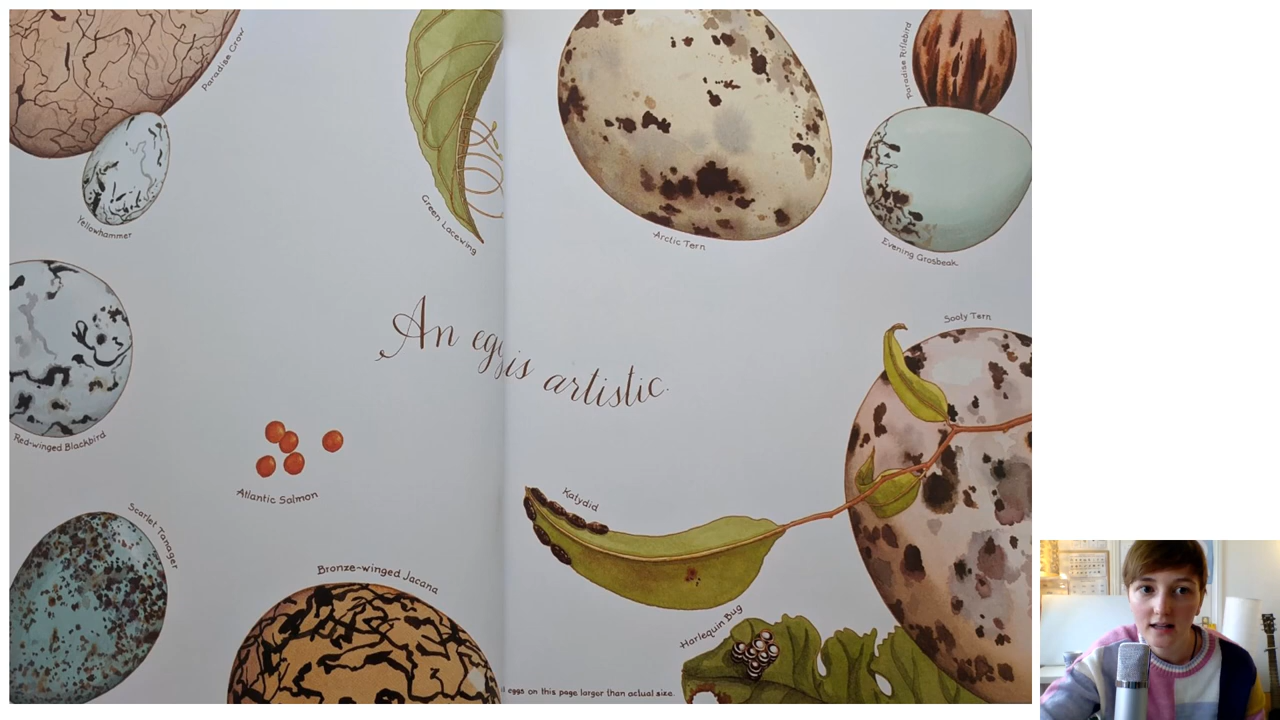 Paradise Crow
Yellowhammer
Green Lacewing
Arctic Tern
Paradise Riflebird
Evening Grosbeak
An egg is artistic.
Sooty Tern
Red-winged Blackbird
Atlantic Salmon
Katydid
Scarlet Tanager
Bronze-winged Jacana
Harlequin Bug
eggs on this page larger than actual size.